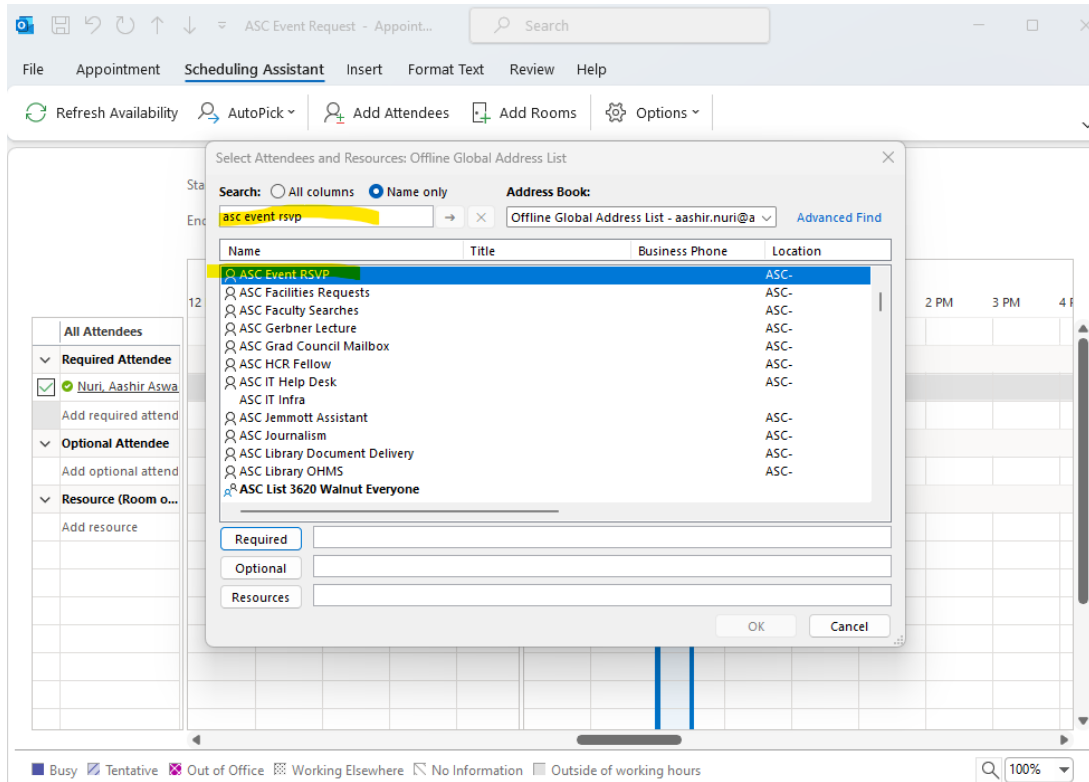 ASC Event Request - Appoint...
Search
File Appointment Scheduling Assistant Insert Format Text Review Help
Refresh Availability AutoPick Add Attendees Add Rooms Options
Select Attendees and Resources: Offline Global Address List
Sta
Search: All columns Name only Address Book:
End
asc event rsvp Offline Global Address List - aashir.nuri@a Advanced Find
Name Title Business Phone Location
ASC Event RSVP ASC-
ASC Facilities Requests ASC-
12 2 PM 3 PM 4
ASC Faculty Searches ASC-
All Attendees
ASC Gerbner Lecture ASC-
ASC Grad Council Mailbox ASC-
Required Attendee
ASC HCR Fellow ASC-
ASC IT Help Desk ASC-
Nuri, Aashir Aswa
ASC IT Infra
ASC Jemmott Assistant ASC-
Add required attend
ASC Journalism ASC-
Optional Attendee
ASC Library Document Delivery ASC-
Add optional attend
ASC Library OHMS ASC-
ASC List 3620 Walnut Everyone
Resource (Room o...
Add resource
Required
Optional
Resources
OK Cancel
Busy Tentative Out of Office Working Elsewhere No Information Outside of working hours 100%